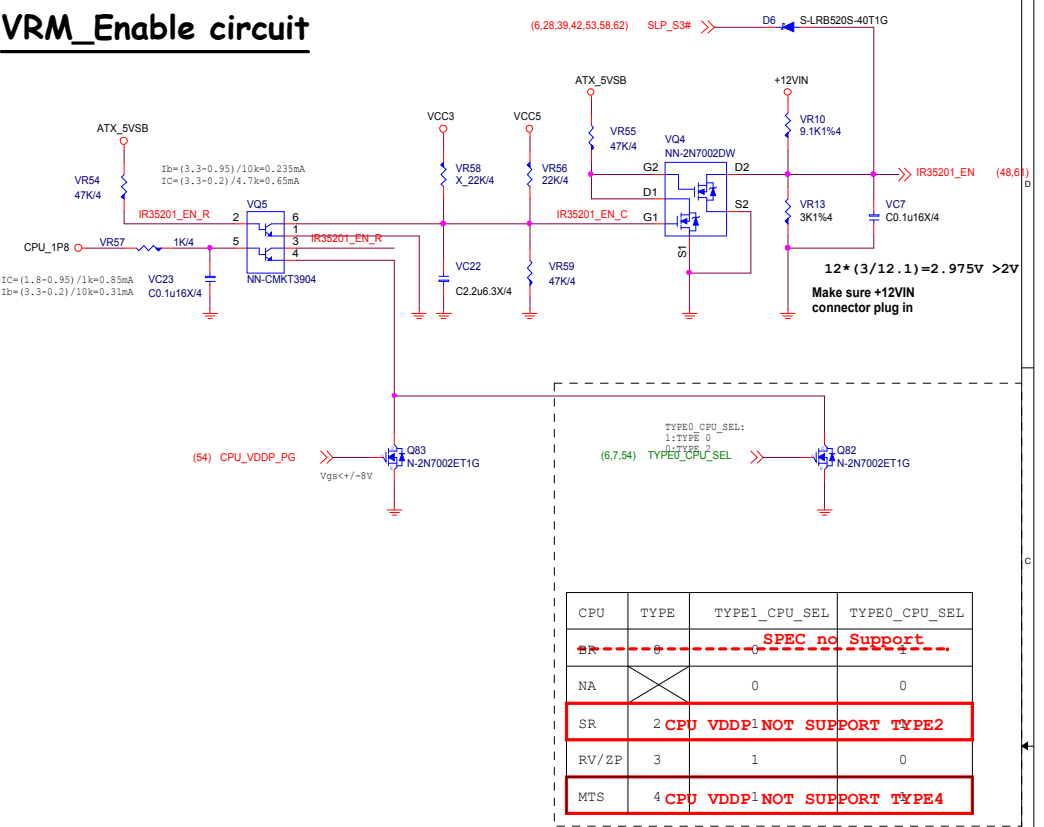 VRM_Enable circuit
(6,28,39,42,53,58,62) SLP_S3# D6 S-LRB520S-40T1G
ATX_5VSB
+12VIN
VR55
47K/4
VQ4
NN-2N7002DW
VR10
9.1K1%4
G2 D2
D1
S2
G1
S1
IR35201_EN (48,61)
D
VR13
3K1%4
VC7
C0.1u16X/4
12*(3/12.1)=2.975V >2V
Make sure +12VIN
connector plug in
VCC3
VCC5
VR58
X_22K/4
VR56
22K/4
IR35201_EN_C
VC22
C2.2u6.3X/4
VR59
47K/4
ATX_5VSB
Ib=(3.3-0.95)/10k=0.235mA
IC=(3.3-0.2)/4.7k=0.65mA
VR54
47K/4
IR35201_EN_R
VQ5
2 6
1
5 3
4
IR35201_EN_R
NN-CMKT3904
CPU_1P8 VR57 1K/4
IC=(1.8-0.95)/1k=0.85mA
Ib=(3.3-0.2)/10k=0.31mA
VC23
C0.1u16X/4
(54) CPU_VDDP_PG
Vgs<+/-8V
Q83
N-2N7002ET1G
TYPE0_CPU_SEL:
1:TYPE 0
0:TYPE 2
(6,7,54) TYPE0_CPU_SEL
Q82
N-2N7002ET1G
C
CPU TYPE TYPE1_CPU_SEL TYPE0_CPU_SEL
SPEC no Support
BR 0 0 1
NA 0 0
SR 2 1 1
CPU VDDP NOT SUPPORT TYPE2
RV/ZP 3 1 0
MTS 4 1 1
CPU VDDP NOT SUPPORT TYPE4